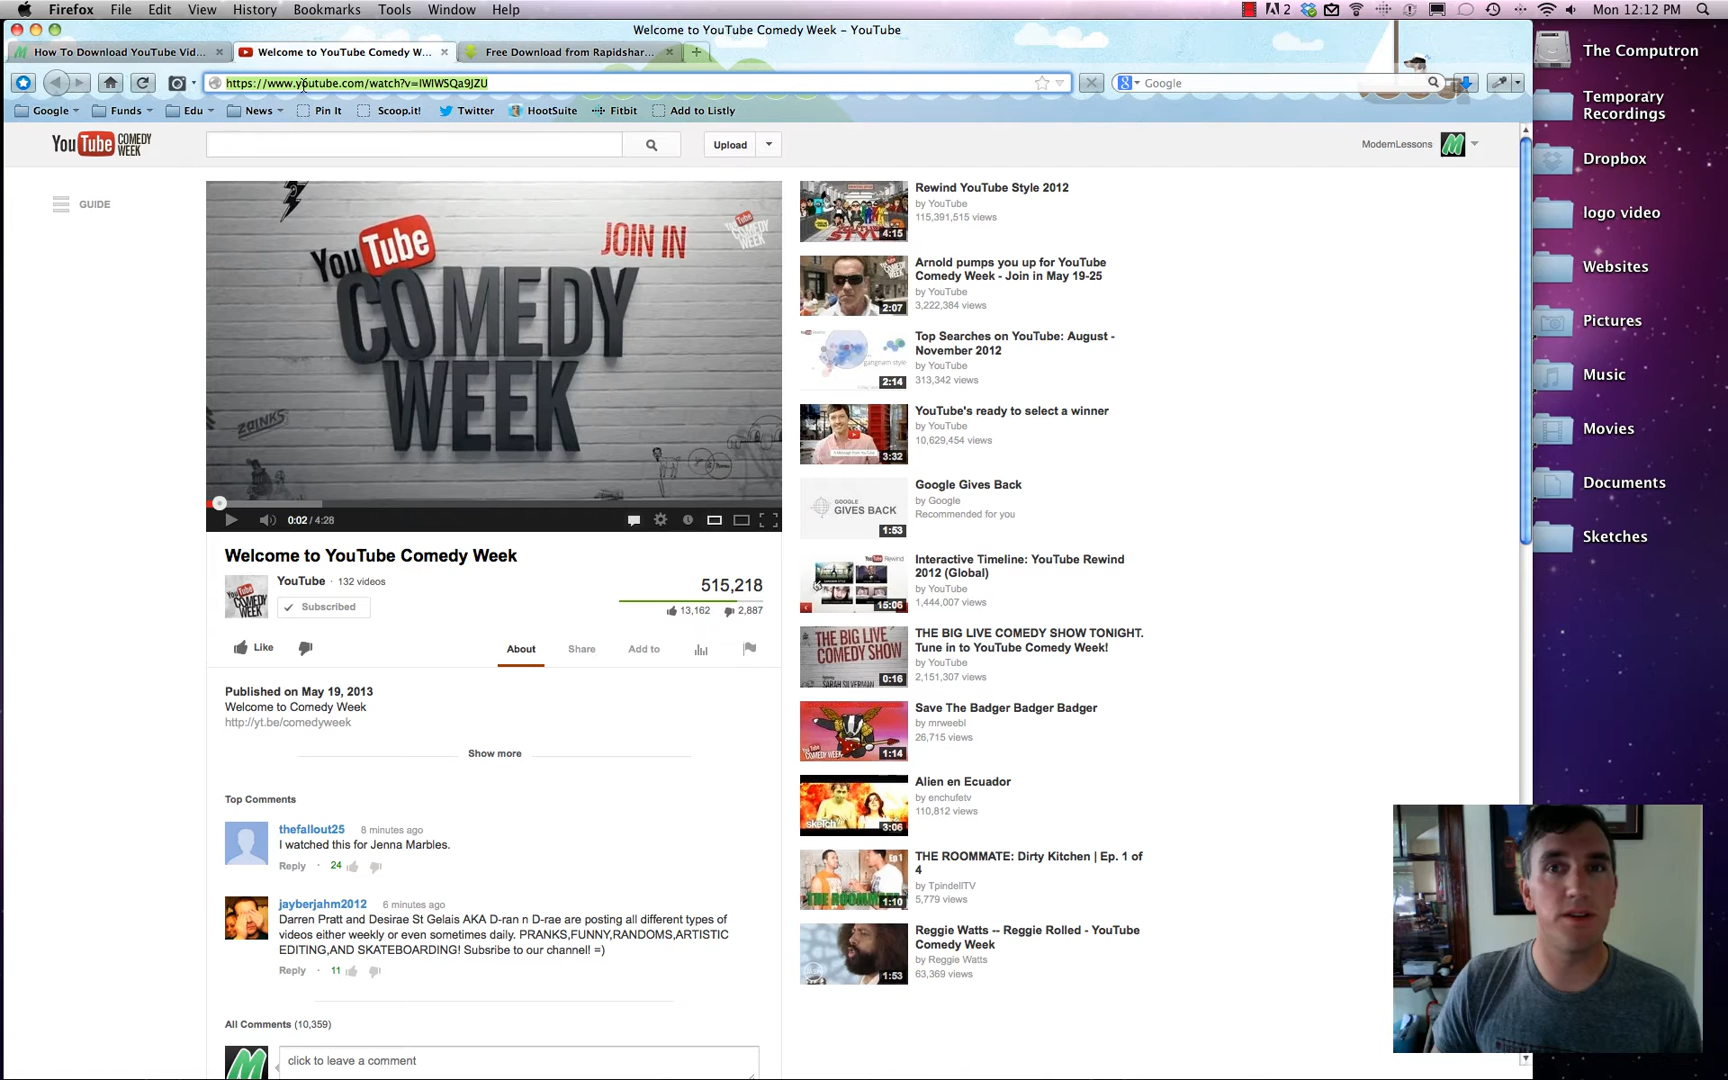 Firefox File Edit View History Bookmarks Tools Window Help
2 Mon 12:12 PM
Welcome to YouTube Comedy Week – YouTube
How To Download YouTube Vid...
Welcome to YouTube Comedy W...
Free Download from Rapidshar...
https://www.youtube.com/watch?v=IWIWSQa9JZU
Google
Google Funds Edu News Pin It Scoop.it! Twitter HootSuite Fitbit Add to Listly
YouTube COMEDY WEEK
Upload
ModernLessons
GUIDE
YouTube
COMEDY
WEEK
JOIN IN
YouTube COMEDY WEEK
ZOINKS
0:02 / 4:28
Welcome to YouTube Comedy Week
YouTube · 132 videos
Subscribed
515,218
13,162 2,887
Like
About Share Add to
Published on May 19, 2013
Welcome to Comedy Week
http://yt.be/comedyweek
Show more
Top Comments
thefallout25 8 minutes ago
I watched this for Jenna Marbles.
Reply · 24
jayberjahm2012 6 minutes ago
Darren Pratt and Desirae St Gelais AKA D-ran n D-rae are posting all different types of
videos either weekly or even sometimes daily. PRANKS,FUNNY,RANDOMS,ARTISTIC
EDITING,AND SKATEBOARDING! Subsribe to our channel! =)
Reply · 11
All Comments (10,359)
click to leave a comment
Rewind YouTube Style 2012
by YouTube
115,391,515 views
4:15
Arnold pumps you up for YouTube
Comedy Week - Join in May 19-25
by YouTube
3,222,384 views
2:07
Top Searches on YouTube: August -
November 2012
by YouTube
313,342 views
2:14
YouTube's ready to select a winner
by YouTube
10,629,454 views
3:32
Google Gives Back
by Google
Recommended for you
GOOGLE
GIVES BACK
1:53
Interactive Timeline: YouTube Rewind
2012 (Global)
by YouTube
1,444,007 views
15:06
THE BIG LIVE COMEDY SHOW TONIGHT.
Tune in to YouTube Comedy Week!
by YouTube
2,151,307 views
THE BIG LIVE
COMEDY SHOW
SARAH SILVERMAN
0:16
Save The Badger Badger Badger
by mrweebl
26,715 views
1:14
Alien en Ecuador
by enchufetv
110,812 views
sketch
3:06
THE ROOMMATE: Dirty Kitchen | Ep. 1 of
4
by TpindellTV
5,779 views
Ep 1
THE ROOMMATE
1:10
Reggie Watts -- Reggie Rolled - YouTube
Comedy Week
by Reggie Watts
63,369 views
1:53
The Computron
Temporary
Recordings
Dropbox
logo video
Websites
Pictures
Music
Movies
Documents
Sketches